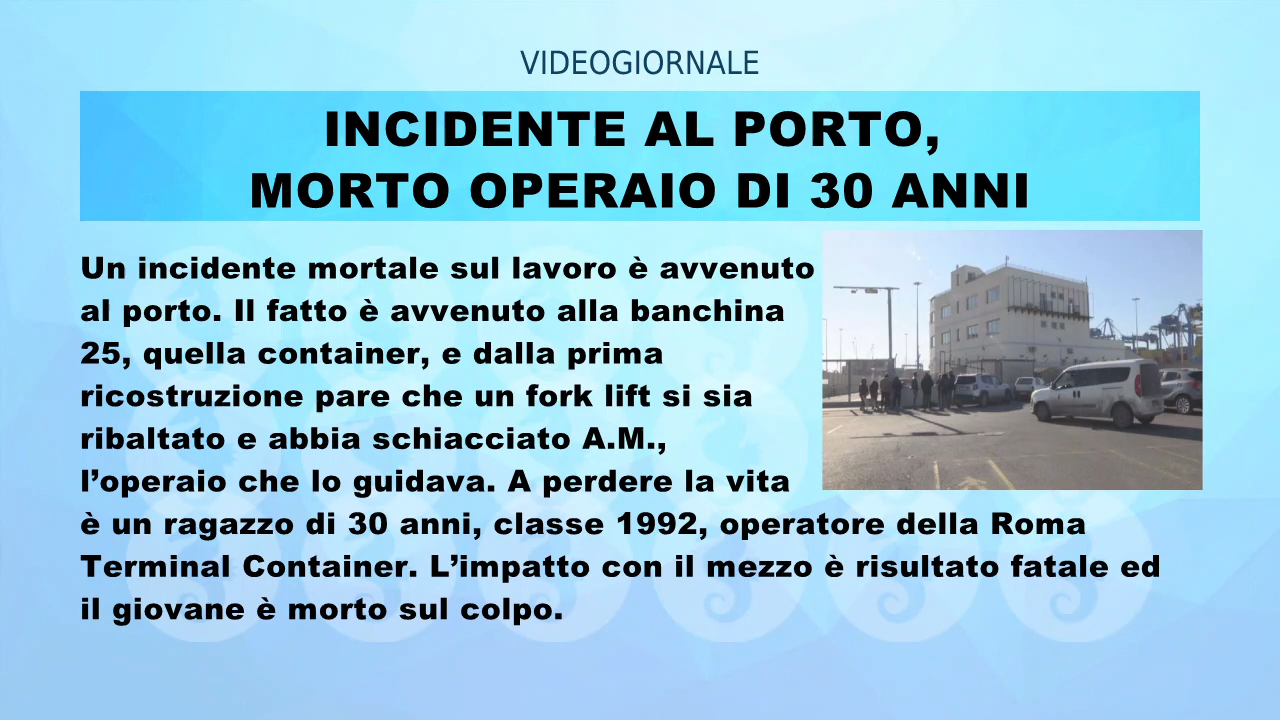 VIDEOGIORNALE
INCIDENTE AL PORTO,
MORTO OPERAIO DI 30 ANNI
Un incidente mortale sul lavoro è avvenuto
al porto. Il fatto è avvenuto alla banchina
25, quella container, e dalla prima
ricostruzione pare che un fork lift si sia
ribaltato e abbia schiacciato A.M.,
l’operaio che lo guidava. A perdere la vita
è un ragazzo di 30 anni, classe 1992, operatore della Roma
Terminal Container. L’impatto con il mezzo è risultato fatale ed
il giovane è morto sul colpo.